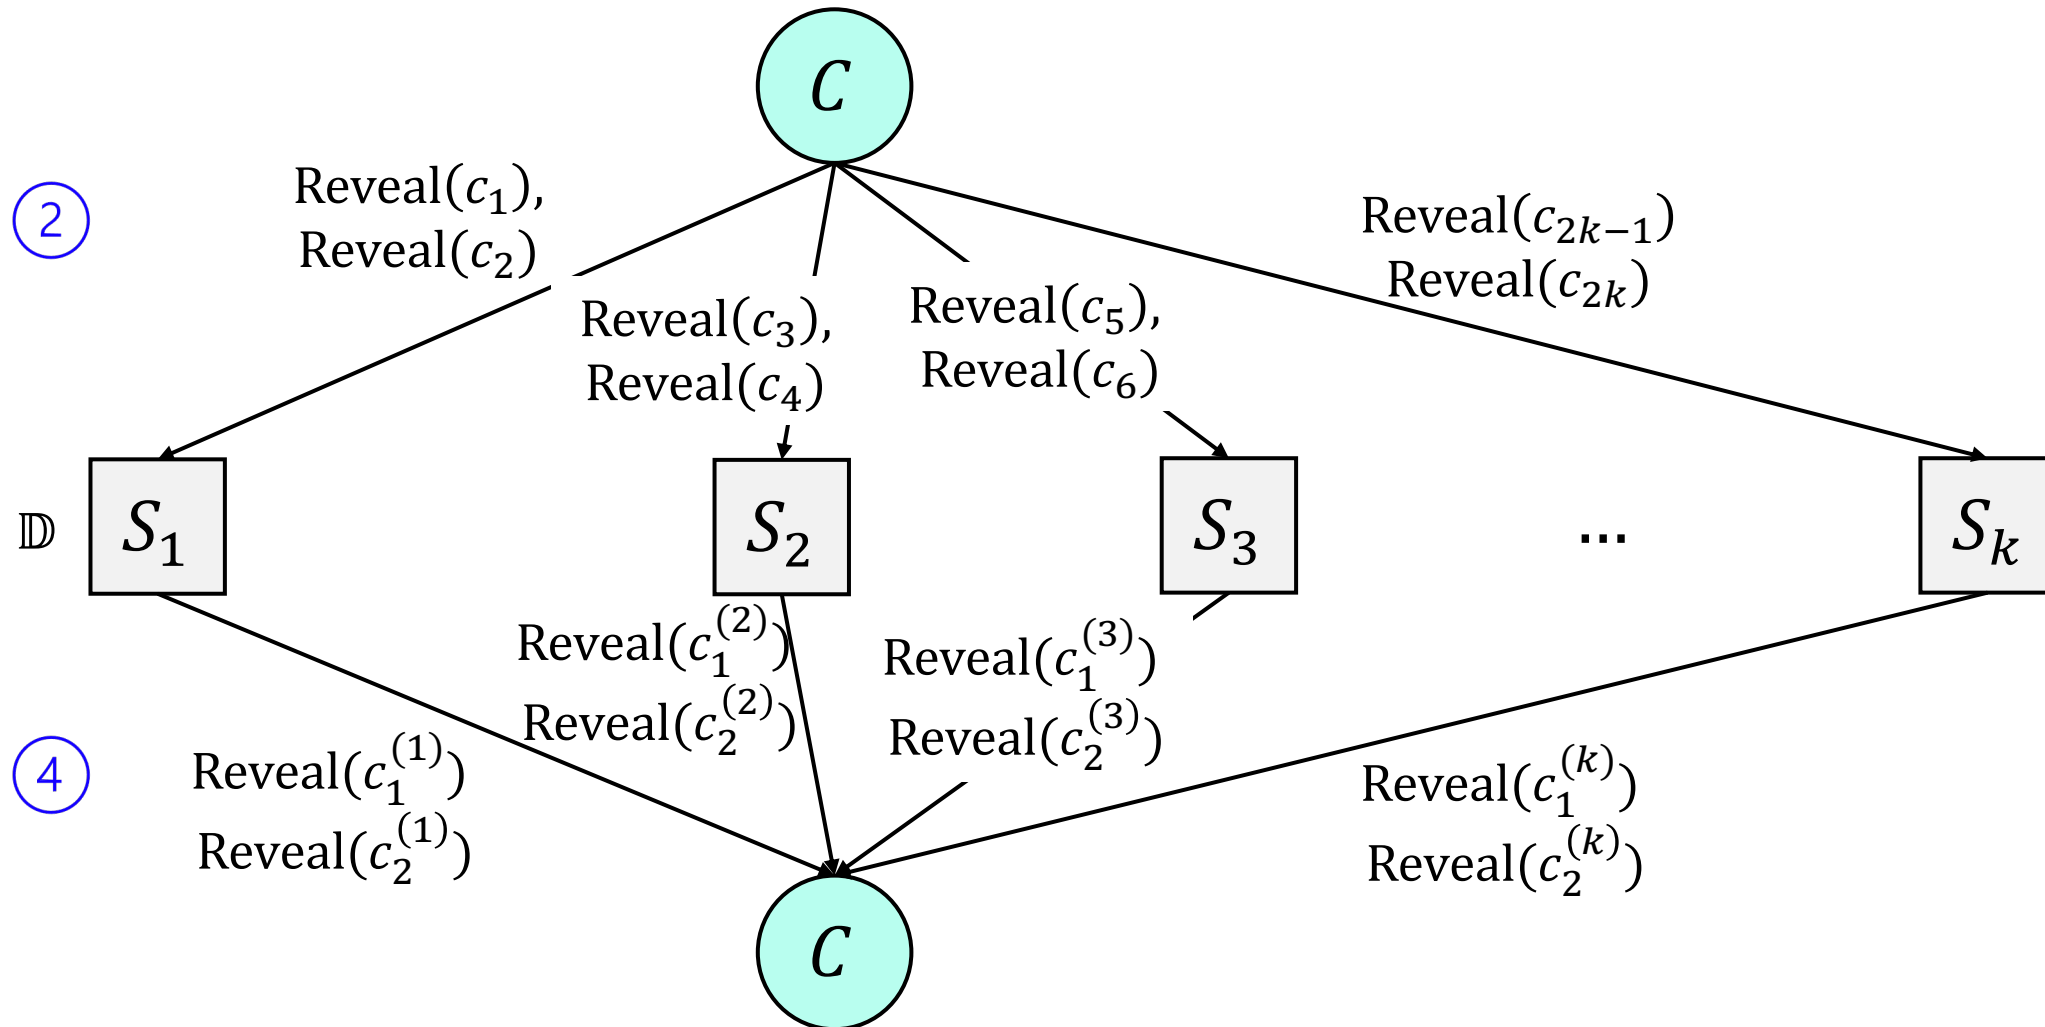 C
②
Reveal(c₁),
Reveal(c₂)
Reveal(c₃),
Reveal(c₄)
Reveal(c₅),
Reveal(c₆)
Reveal(c₂ₖ₋₁)
Reveal(c₂ₖ)
𝔻
S₁
S₂
S₃
...
Sₖ
④
Reveal(c₁⁽¹⁾)
Reveal(c₂⁽¹⁾)
Reveal(c₁⁽²⁾)
Reveal(c₂⁽²⁾)
Reveal(c₁⁽³⁾)
Reveal(c₂⁽³⁾)
Reveal(c₁⁽ᵏ⁾)
Reveal(c₂⁽ᵏ⁾)
C